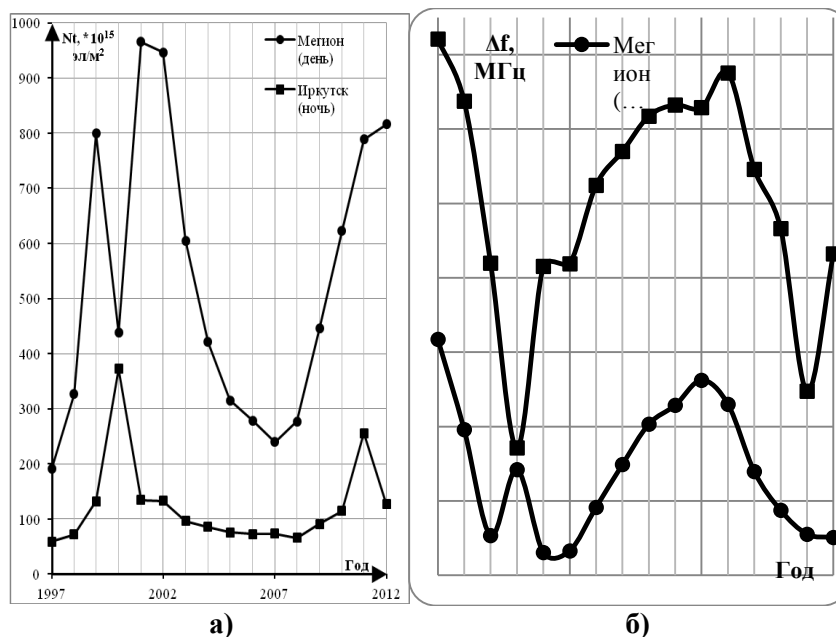 1000
900
800
700
600
500
400
300
200
100
0
Nt, *10¹⁵
эл/м²
Мегион
(день)
Иркутск
(ночь)
Год
1997
2002
2007
2012
а)
Δf,
МГц
Мег
ион
(…
Год
б)